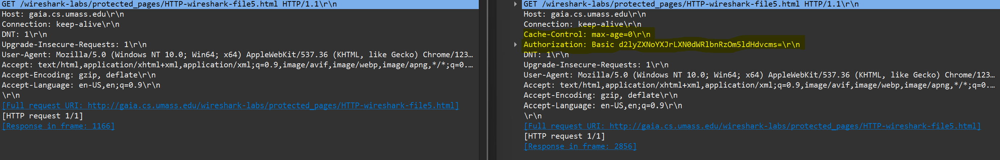 GET /wireshark-labs/protected_pages/HTTP-wireshark-file5.html HTTP/1.1\r\n
Host: gaia.cs.umass.edu\r\n
Connection: keep-alive\r\n
DNT: 1\r\n
Upgrade-Insecure-Requests: 1\r\n
User-Agent: Mozilla/5.0 (Windows NT 10.0; Win64; x64) AppleWebKit/537.36 (KHTML, like Gecko) Chrome/123…
Accept: text/html,application/xhtml+xml,application/xml;q=0.9,image/avif,image/webp,image/apng,*/*;q=0.…
Accept-Encoding: gzip, deflate\r\n
Accept-Language: en-US,en;q=0.9\r\n
\r\n
[Full request URI: http://gaia.cs.umass.edu/wireshark-labs/protected_pages/HTTP-wireshark-file5.html]
[HTTP request 1/1]
[Response in frame: 1166]
GET /wireshark-labs/protected_pages/HTTP-wireshark-file5.html HTTP/1.1\r\n
Host: gaia.cs.umass.edu\r\n
Connection: keep-alive\r\n
Cache-Control: max-age=0\r\n
Authorization: Basic d2lyZXNoYXJrLXN0dWRlbnRzOm5ldHdvcms=\r\n
DNT: 1\r\n
Upgrade-Insecure-Requests: 1\r\n
User-Agent: Mozilla/5.0 (Windows NT 10.0; Win64; x64) AppleWebKit/537.36 (KHTML, like Gecko) Chrome/123…
Accept: text/html,application/xhtml+xml,application/xml;q=0.9,image/avif,image/webp,image/apng,*/*;q=0.…
Accept-Encoding: gzip, deflate\r\n
Accept-Language: en-US,en;q=0.9\r\n
\r\n
[Full request URI: http://gaia.cs.umass.edu/wireshark-labs/protected_pages/HTTP-wireshark-file5.html]
[HTTP request 1/1]
[Response in frame: 2856]